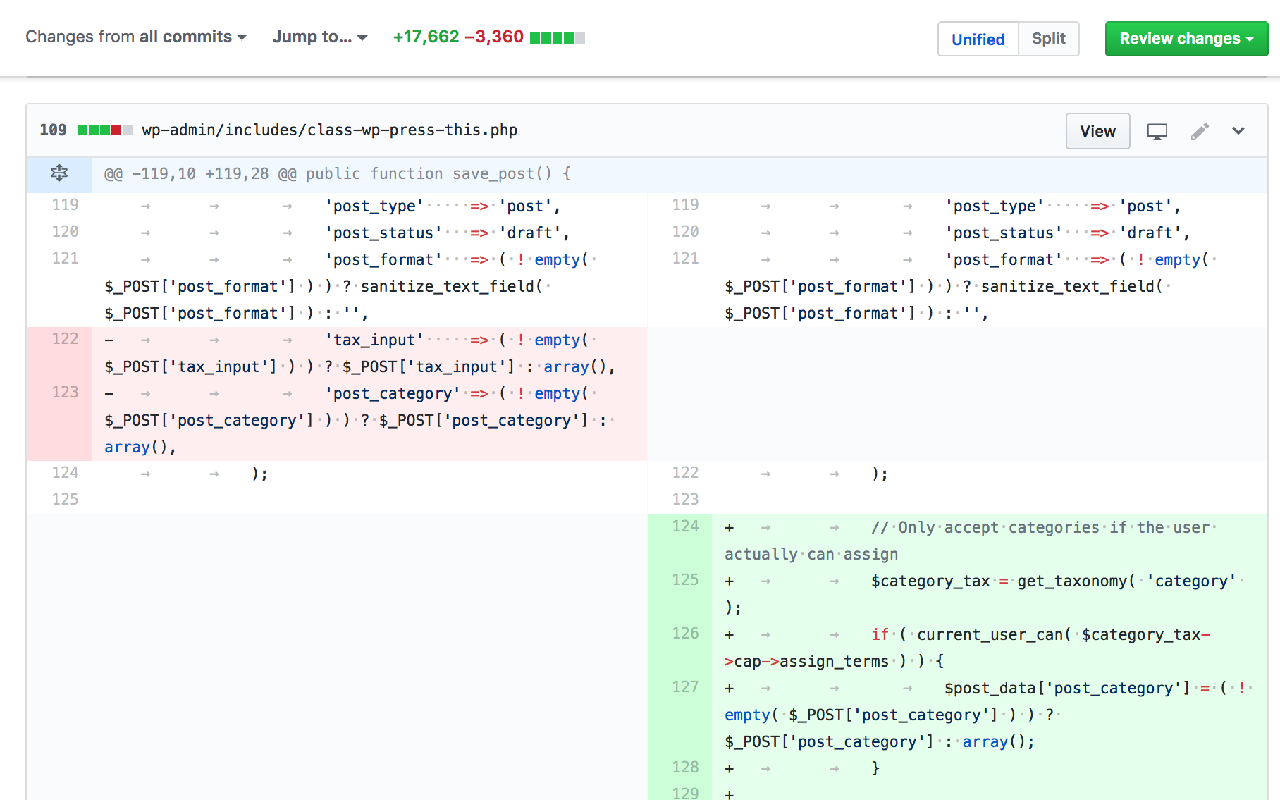 Changes from all commits Jump to... +17,662 −3,360 Unified Split Review changes
109 wp-admin/includes/class-wp-press-this.php View
@@ -119,10 +119,28 @@ public function save_post() {
119 → → → 'post_type'·····=>·'post',
120 → → → 'post_status'···=>·'draft',
121 → → → 'post_format'···=>·(·!·empty(·
$_POST['post_format']·)·)·?·sanitize_text_field(·
$_POST['post_format']·)·:·'',
122 - → → → 'tax_input'·····=>·(·!·empty(·
$_POST['tax_input']·)·)·?·$_POST['tax_input']·:·array(),
123 - → → → 'post_category'·=>·(·!·empty(·
$_POST['post_category']·)·)·?·$_POST['post_category']·:·
array(),
124 → → );
125
119 → → → 'post_type'·····=>·'post',
120 → → → 'post_status'···=>·'draft',
121 → → → 'post_format'···=>·(·!·empty(·
$_POST['post_format']·)·)·?·sanitize_text_field(·
$_POST['post_format']·)·:·'',
122 → → );
123
124 + → → //·Only·accept·categories·if·the·user·
actually·can·assign
125 + → → $category_tax·=·get_taxonomy(·'category'·
);
126 + → → if·(·current_user_can(·$category_tax-
>cap->assign_terms·)·)·{
127 + → → → $post_data['post_category']·=·(·!·
empty(·$_POST['post_category']·)·)·?·
$_POST['post_category']·:·array();
128 + → → }
129 +